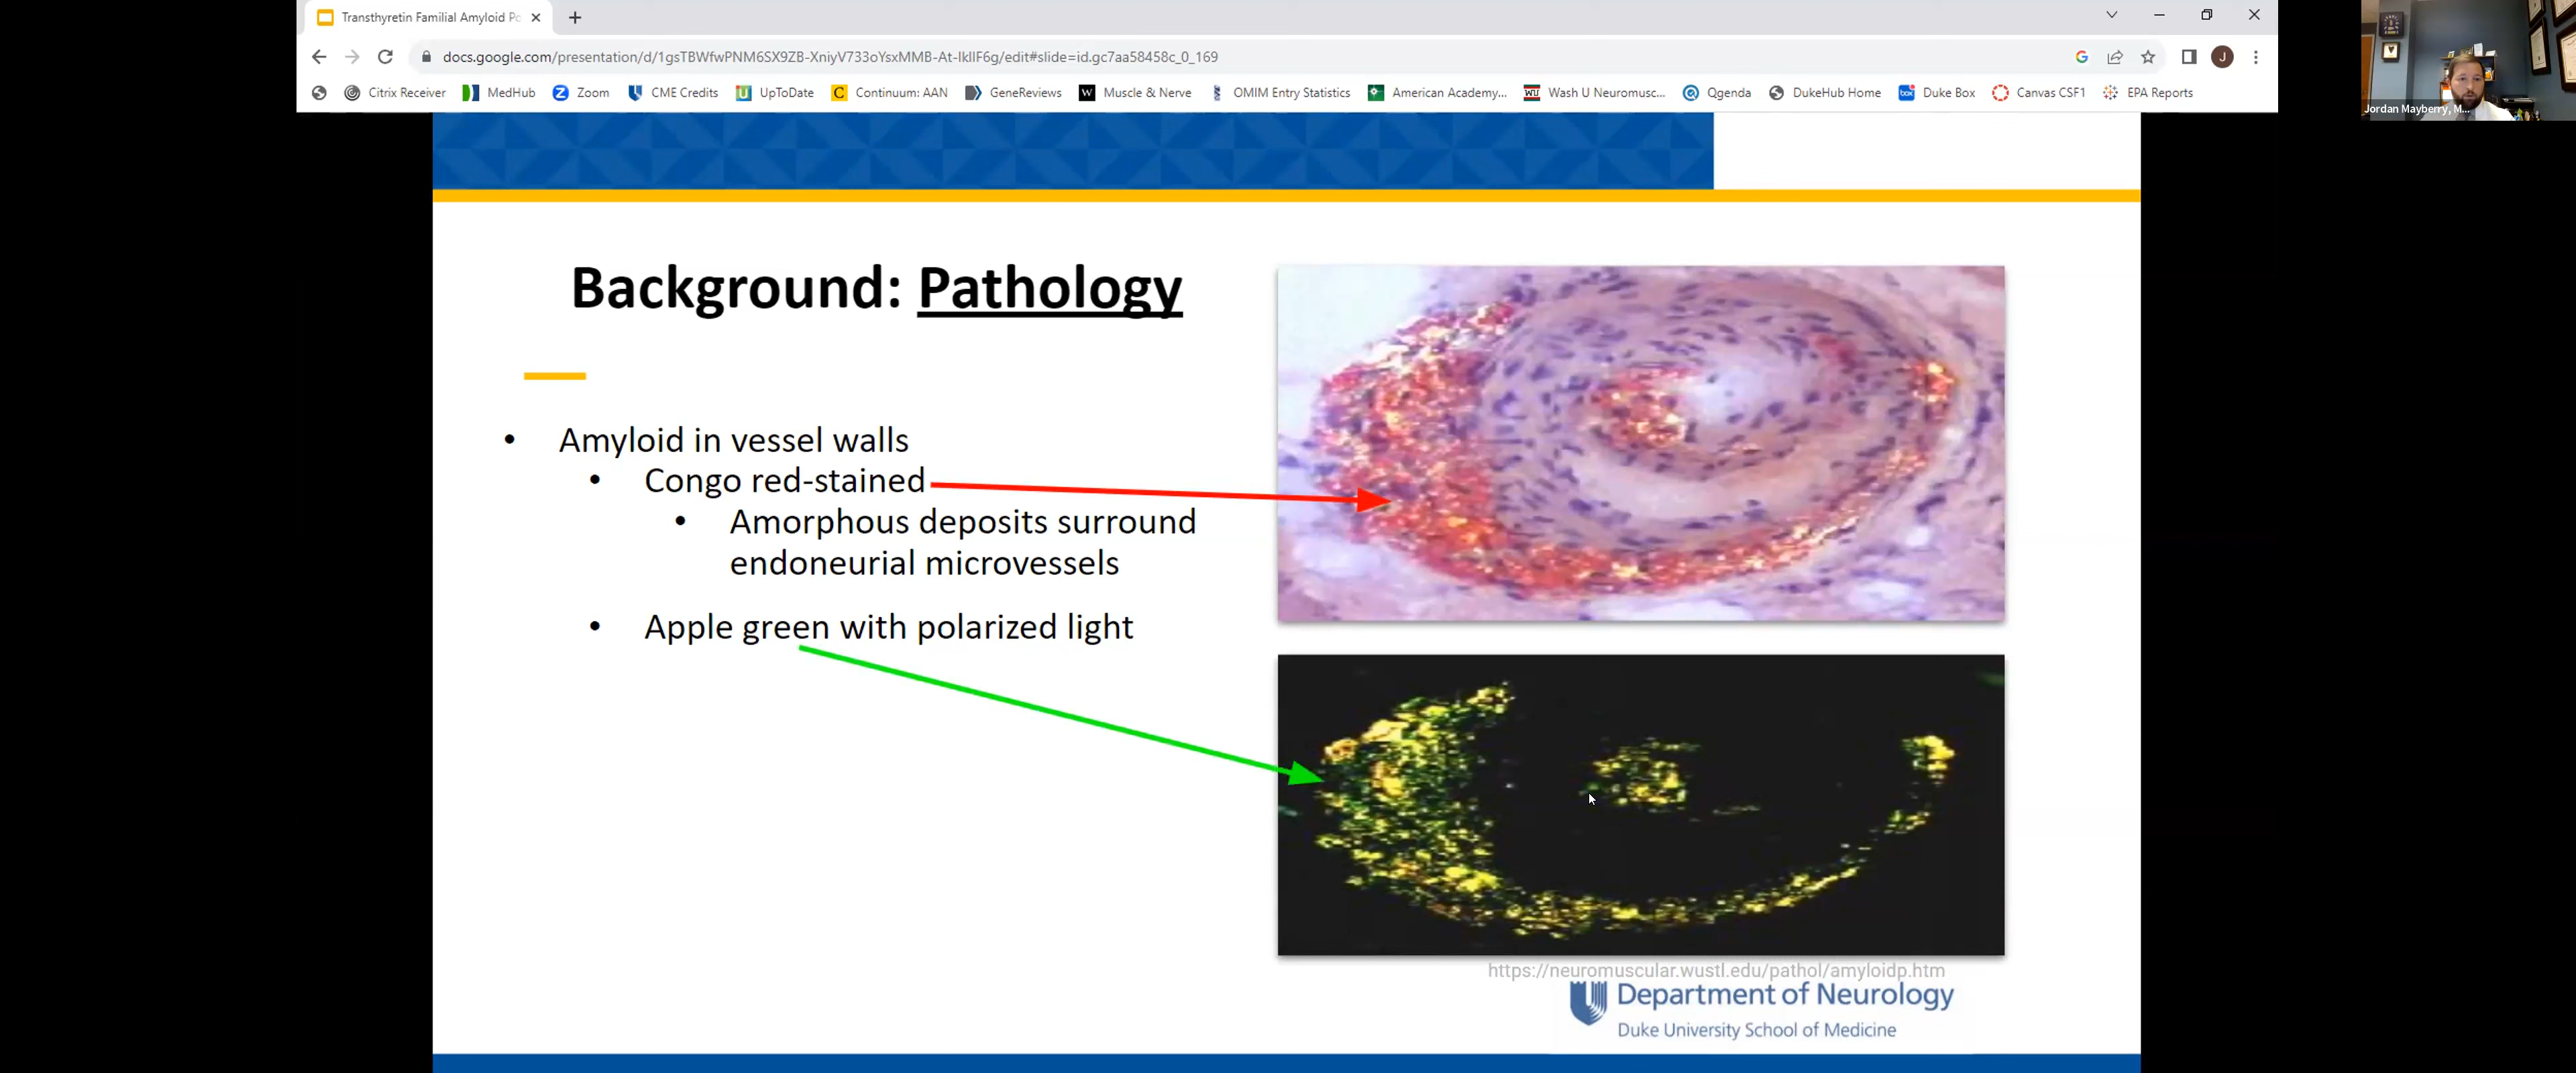 Transthyretin Familial Amyloid Po
docs.google.com/presentation/d/1gsTBWfwPNM6SX9ZB-XniyV733oYsxMMB-At-IkIIF6g/edit#slide=id.gc7aa58458c_0_169
J
Citrix Receiver
MedHub
Zoom
CME Credits
UpToDate
Continuum: AAN
GeneReviews
Muscle & Nerve
OMIM Entry Statistics
American Academy...
Wash U Neuromusc...
Qgenda
DukeHub Home
Duke Box
Canvas CSF1
EPA Reports
Jordan Mayberry, M...
Background: Pathology
• Amyloid in vessel walls
• Congo red-stained
• Amorphous deposits surround
endoneurial microvessels
• Apple green with polarized light
https://neuromuscular.wustl.edu/pathol/amyloidp.htm
Department of Neurology
Duke University School of Medicine